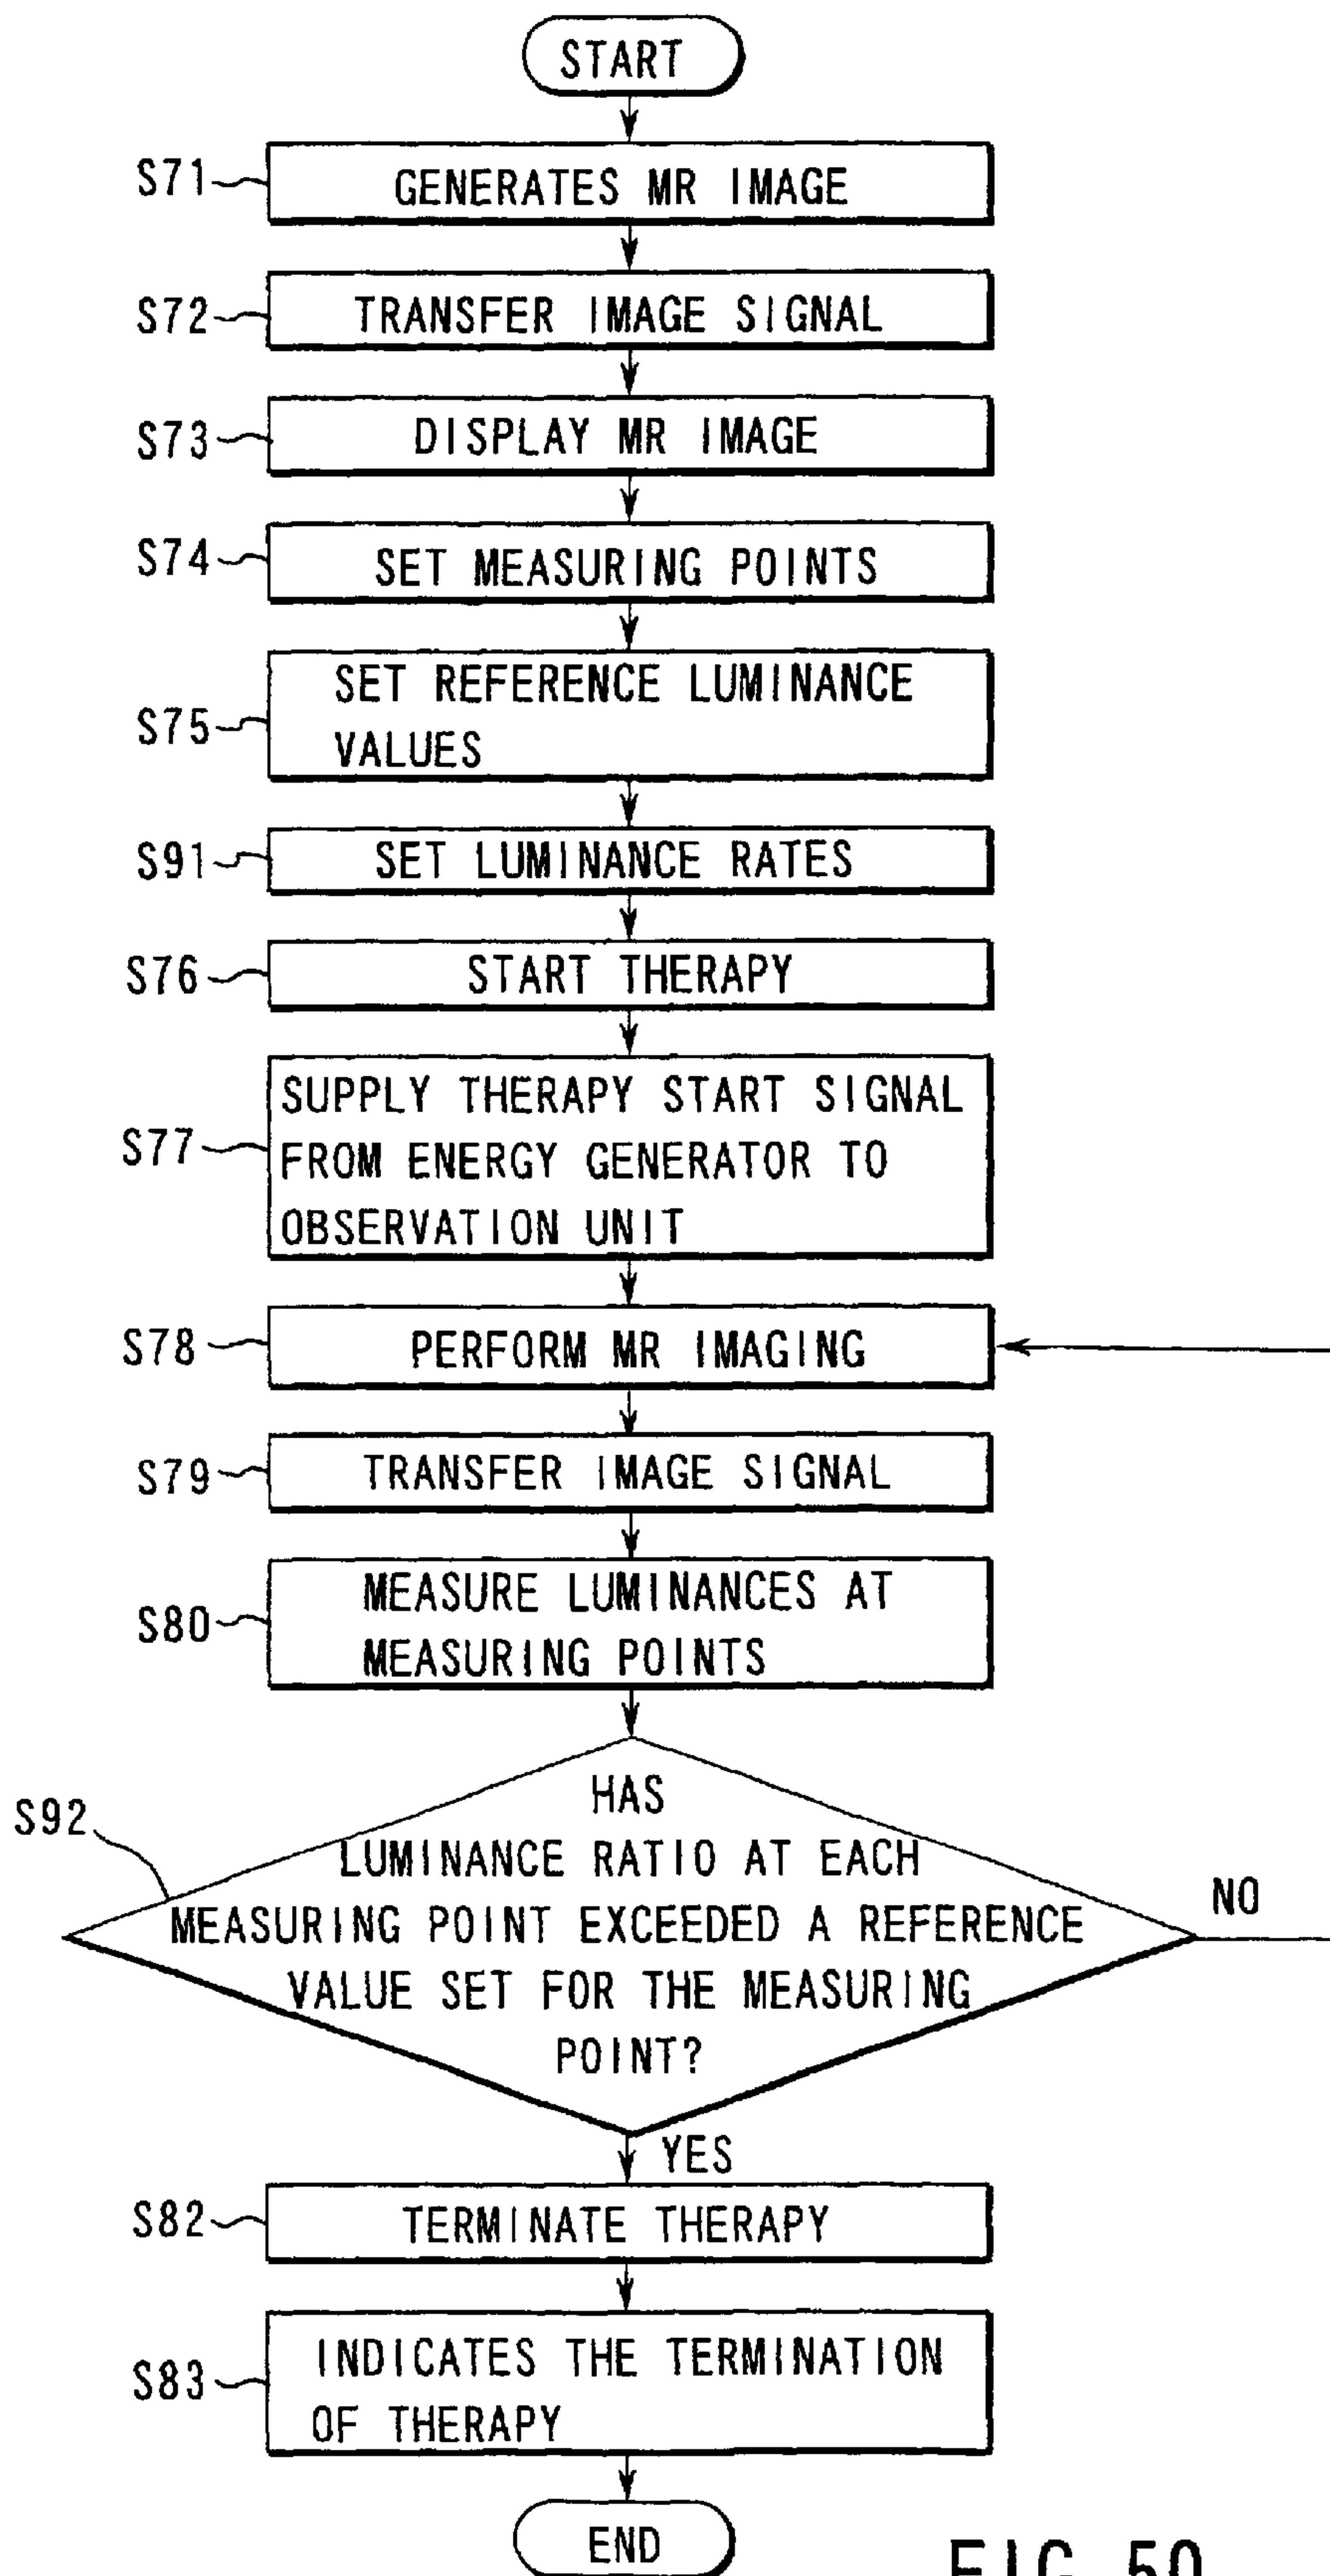 START
S71
GENERATES MR IMAGE
S72
TRANSFER IMAGE SIGNAL
S73
DISPLAY MR IMAGE
S74
SET MEASURING POINTS
S75
SET REFERENCE LUMINANCE
VALUES
S91
SET LUMINANCE RATES
S76
START THERAPY
S77
SUPPLY THERAPY START SIGNAL
FROM ENERGY GENERATOR TO
OBSERVATION UNIT
S78
PERFORM MR IMAGING
S79
TRANSFER IMAGE SIGNAL
S80
MEASURE LUMINANCES AT
MEASURING POINTS
S92
HAS
LUMINANCE RATIO AT EACH
MEASURING POINT EXCEEDED A REFERENCE
VALUE SET FOR THE MEASURING
POINT?
NO
YES
S82
TERMINATE THERAPY
S83
INDICATES THE TERMINATION
OF THERAPY
END
FIG. 50